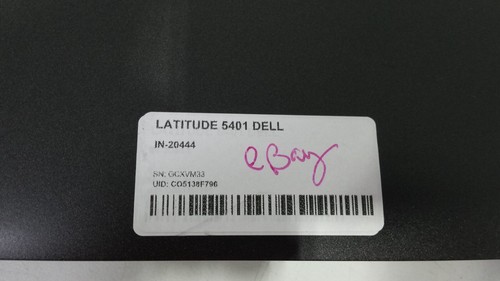 LATITUDE 5401 DELL
IN-20444
eBay
SN: GCXVM33
UID: CO5138F796